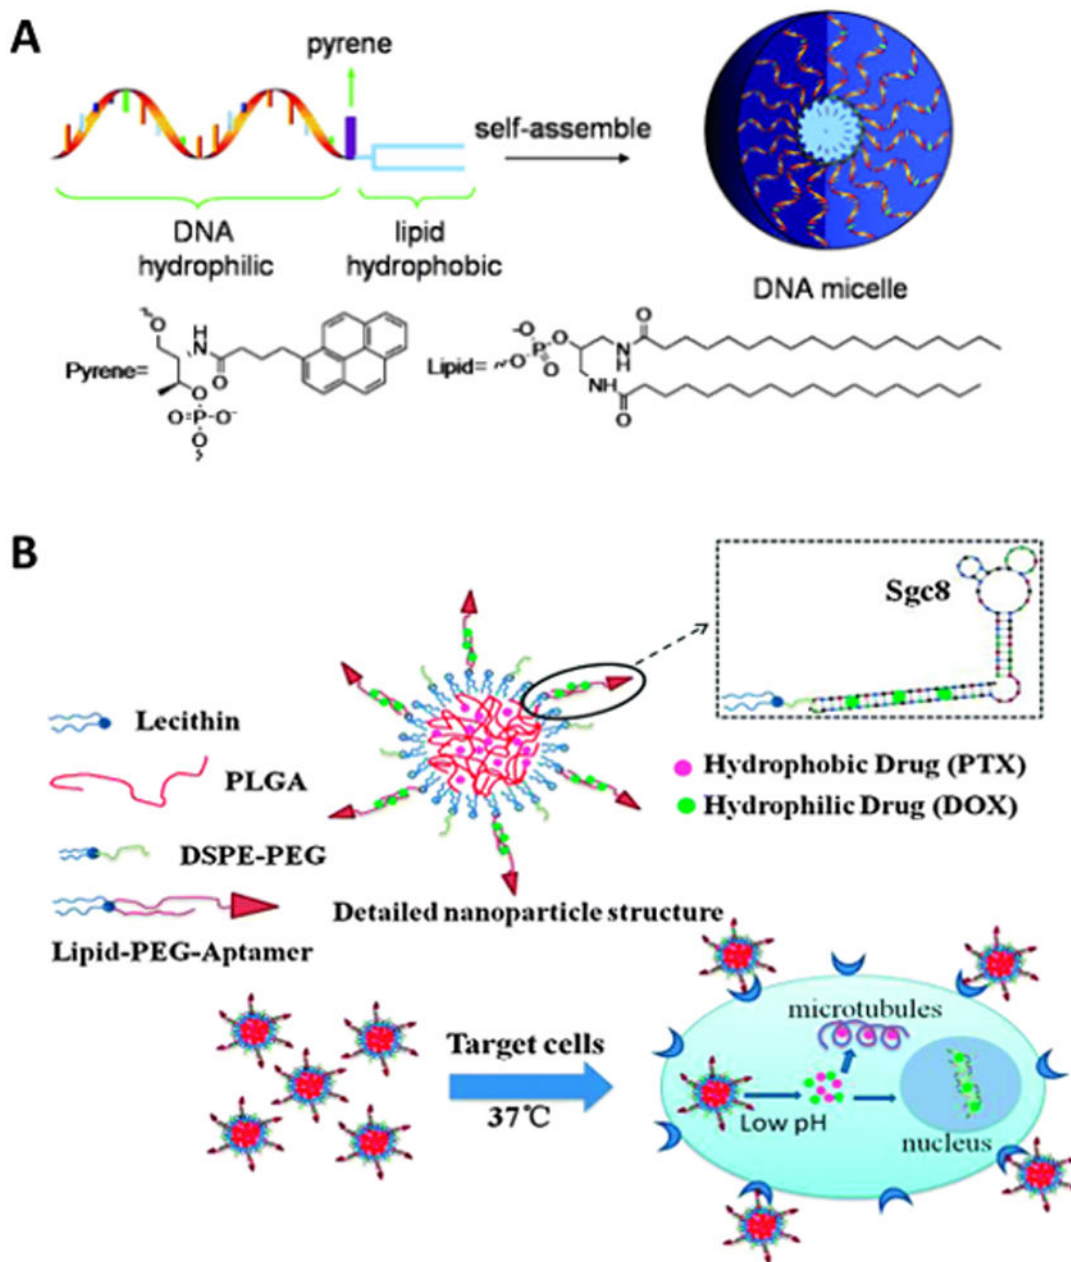 A
pyrene
self-assemble
DNA
hydrophilic
lipid
hydrophobic
DNA micelle
Pyrene=
O
H
N
O
O
O=P-O⁻
O
Lipid=
⁻O
O
P
O
O
O
N
H
NH
O
B
Sgc8
Lecithin
PLGA
DSPE-PEG
Lipid-PEG-Aptamer
Hydrophobic Drug (PTX)
Hydrophilic Drug (DOX)
Detailed nanoparticle structure
Target cells
37℃
microtubules
Low pH
nucleus